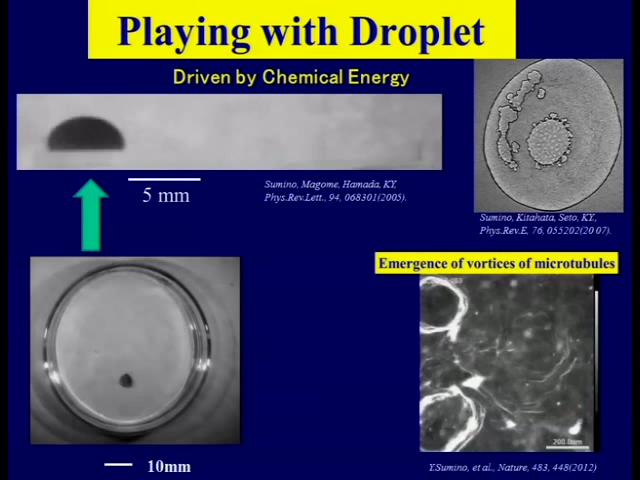 Playing with Droplet
Driven by Chemical Energy
5 mm
Sumino, Magome, Hamada, KY,
Phys.Rev.Lett., 94, 068301(2005).
Sumino, Kitahata, Seto, KY.,
Phys.Rev.E, 76, 055202(2007).
Emergence of vortices of microtubules
10mm
Y.Sumino, et al., Nature, 483, 448(2012)